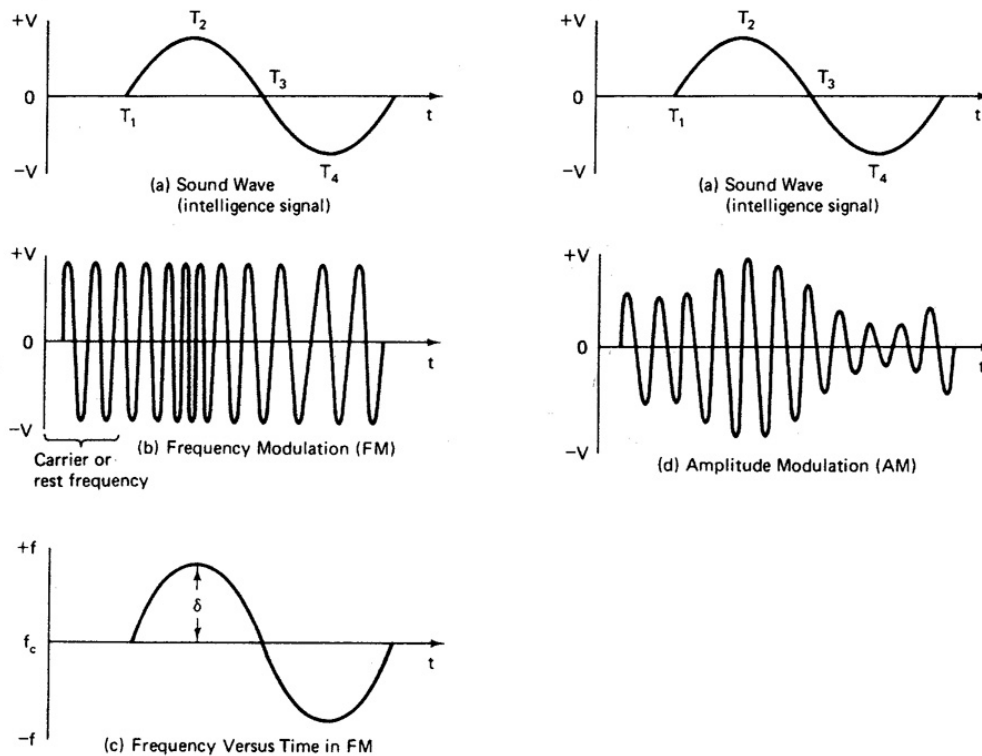 +V
T2
T3
0
T1
t
−V
T4
(a) Sound Wave
(intelligence signal)
+V
T2
T3
0
T1
t
−V
T4
(a) Sound Wave
(intelligence signal)
+V
0
t
−V
(b) Frequency Modulation (FM)
Carrier or
rest frequency
+V
0
t
−V
(d) Amplitude Modulation (AM)
+f
δ
fc
t
−f
(c) Frequency Versus Time in FM